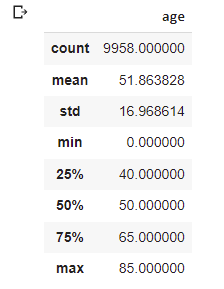 age
count 9958.000000
mean 51.863828
std 16.968614
min 0.000000
25% 40.000000
50% 50.000000
75% 65.000000
max 85.000000